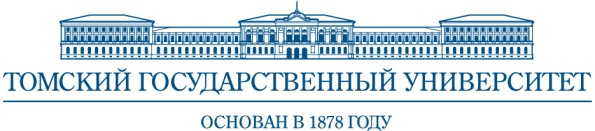 ТОМСКИЙ ГОСУДАРСТВЕННЫЙ УНИВЕРСИТЕТ
ОСНОВАН В 1878 ГОДУ